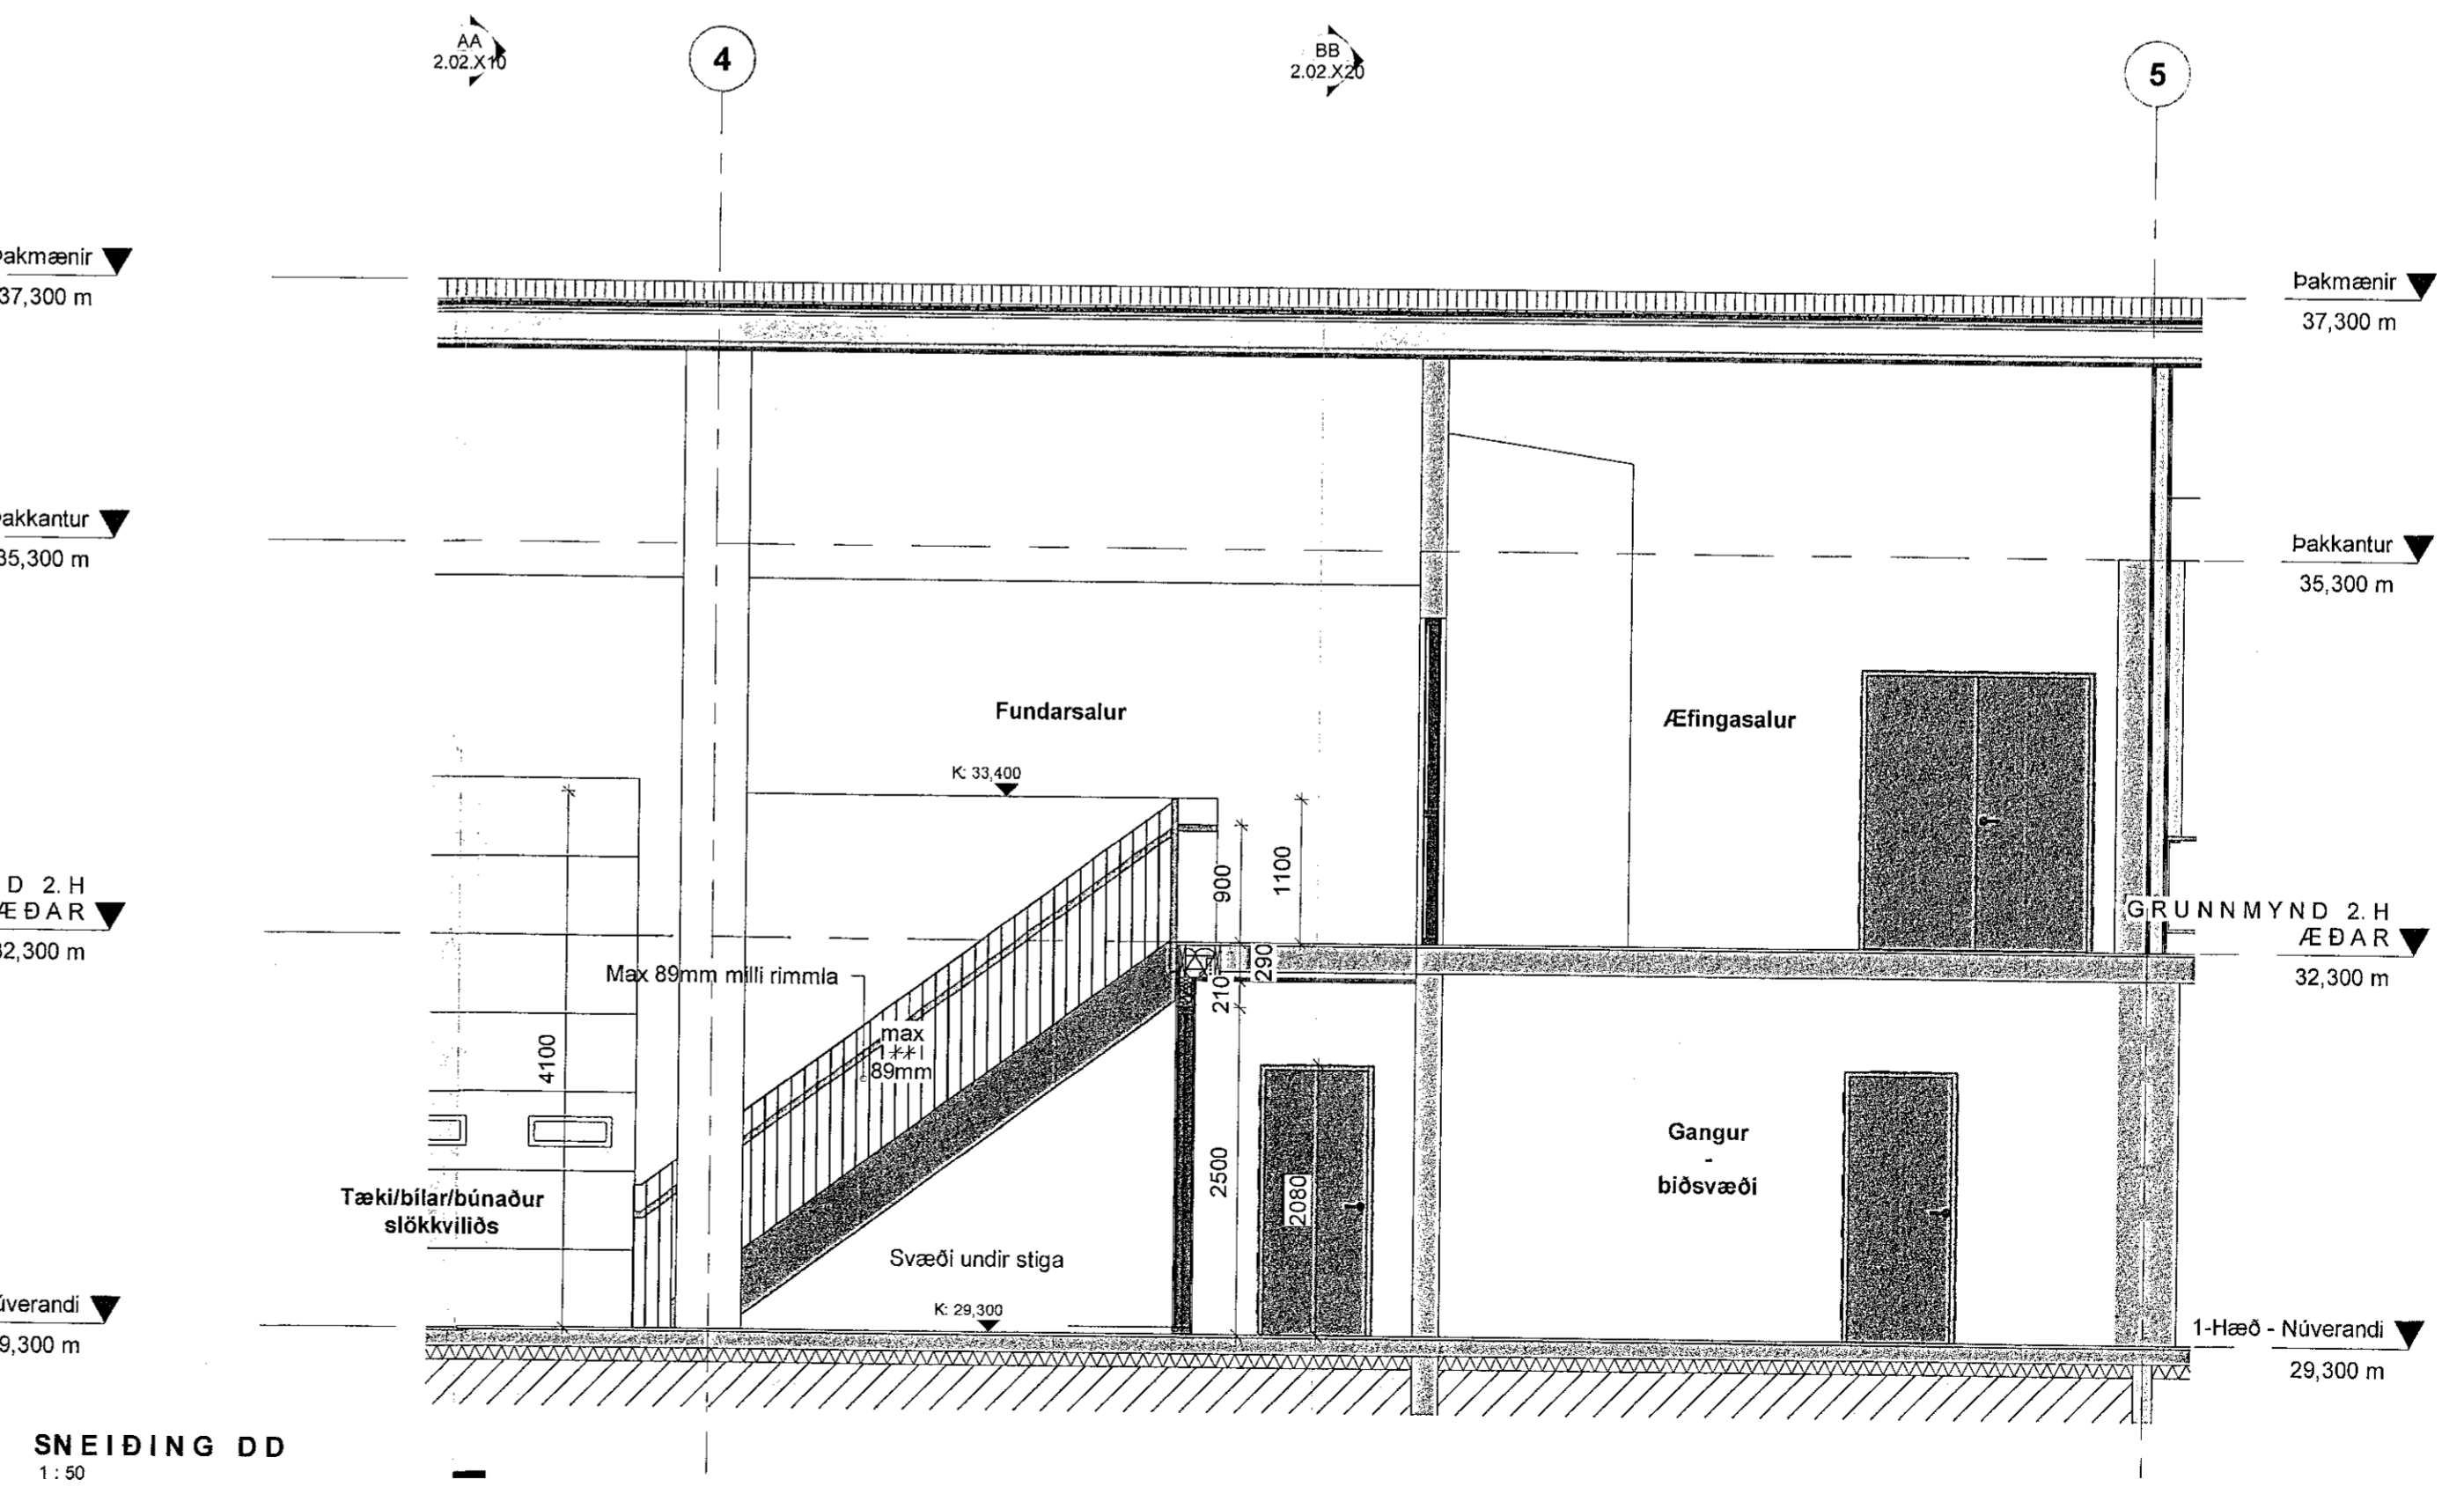 AA
2.02.X10
4
BB
2.02.X20
5
Þakmænir
37,300 m
Þakmænir
37,300 m
akkantur
35,300 m
Þakkantur
35,300 m
Fundarsalur
Æfingasalur
K: 33,400
900
1100
D 2. H
ÆÐAR
32,300 m
GRUNNMYND 2. H
ÆÐAR
32,300 m
Max 89mm milli rimmla
290
210
max
89mm
4100
2500
2080
Gangur
-
biðsvæði
Tæki/bílar/búnaður
slökkviliðs
Svæði undir stiga
K: 29,300
úverandi
9,300 m
1-Hæð - Núverandi
29,300 m
SNEIÐING DD
1 : 50